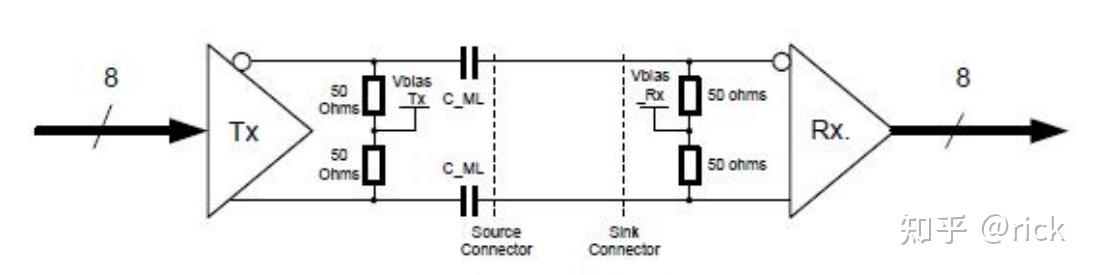 8
Tx
50
Ohms
Vbias
Tx
50
Ohms
C_ML
C_ML
Source
Connector
Sink
Connector
Vbias
_Rx
50 ohms
50 ohms
Rx.
8
知乎 @rick